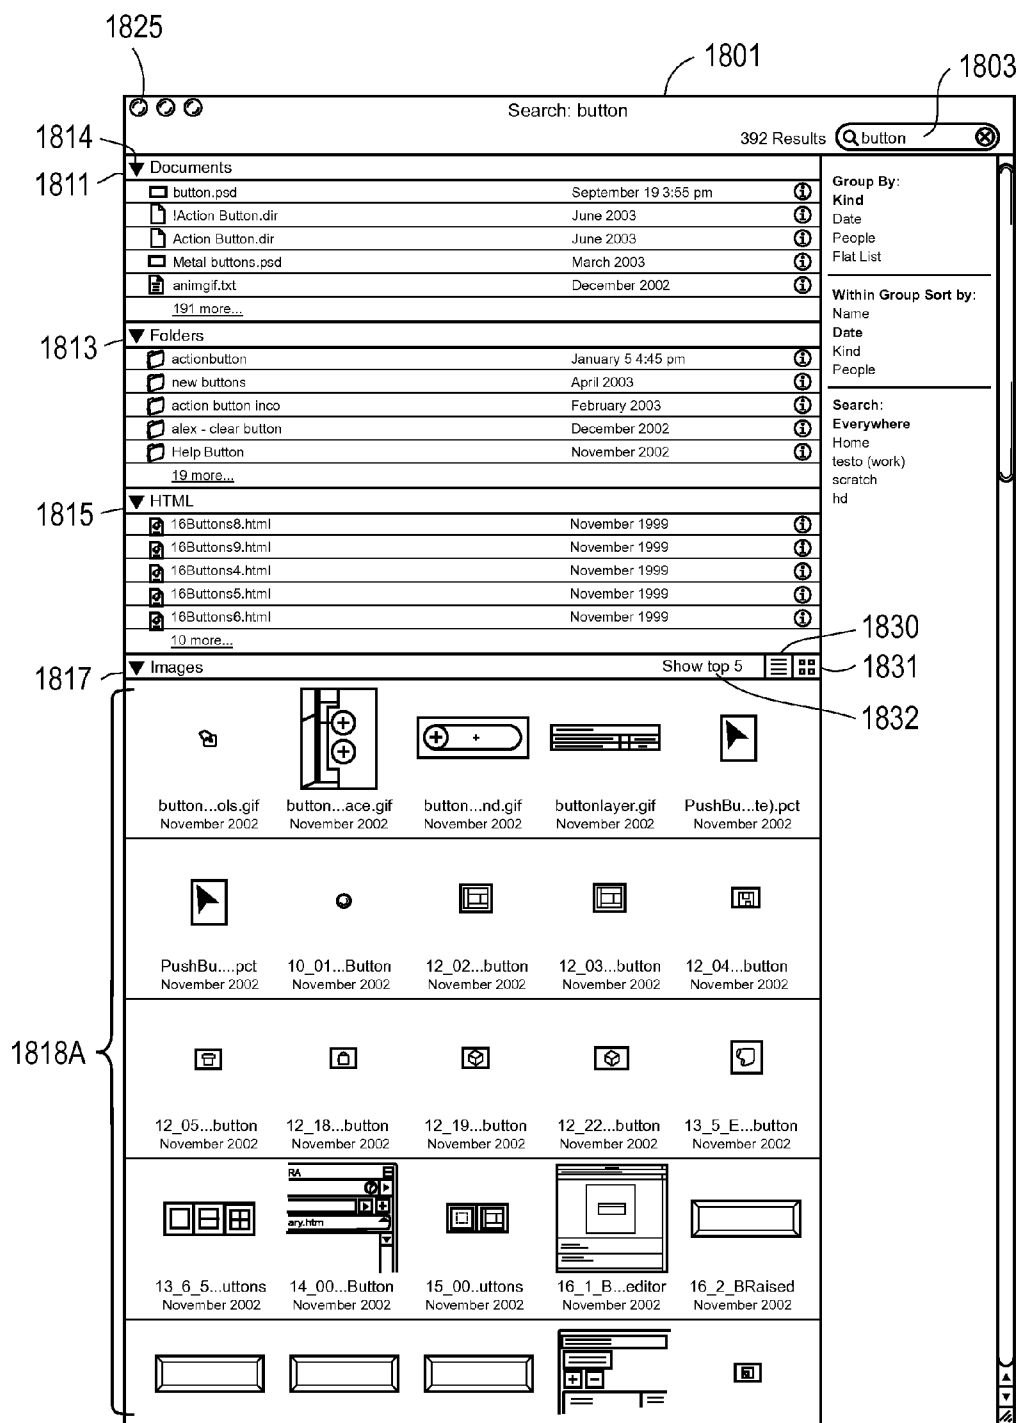 1825
1801
1803
Search: button
392 Results
button
1814
1811
Documents
button.psd September 19 3:55 pm
!Action Button.dir June 2003
Action Button.dir June 2003
Metal buttons.psd March 2003
animgif.txt December 2002
191 more...
1813
Folders
actionbutton January 5 4:45 pm
new buttons April 2003
action button inco February 2003
alex - clear button December 2002
Help Button November 2002
19 more...
1815
HTML
16Buttons8.html November 1999
16Buttons9.html November 1999
16Buttons4.html November 1999
16Buttons5.html November 1999
16Buttons6.html November 1999
10 more...
Group By:
Kind
Date
People
Flat List
Within Group Sort by:
Name
Date
Kind
People
Search:
Everywhere
Home
testo (work)
scratch
hd
1830
1831
1832
1817
Images Show top 5
1818A
button...ols.gif button...ace.gif button...nd.gif buttonlayer.gif PushBu...te).pct
November 2002 November 2002 November 2002 November 2002 November 2002
PushBu....pct 10_01...Button 12_02...button 12_03...button 12_04...button
November 2002 November 2002 November 2002 November 2002 November 2002
12_05...button 12_18...button 12_19...button 12_22...button 13_5_E...button
November 2002 November 2002 November 2002 November 2002 November 2002
RA
ary.htm
13_6_5...uttons 14_00...Button 15_00..uttons 16_1_B...editor 16_2_BRaised
November 2002 November 2002 November 2002 November 2002 November 2002